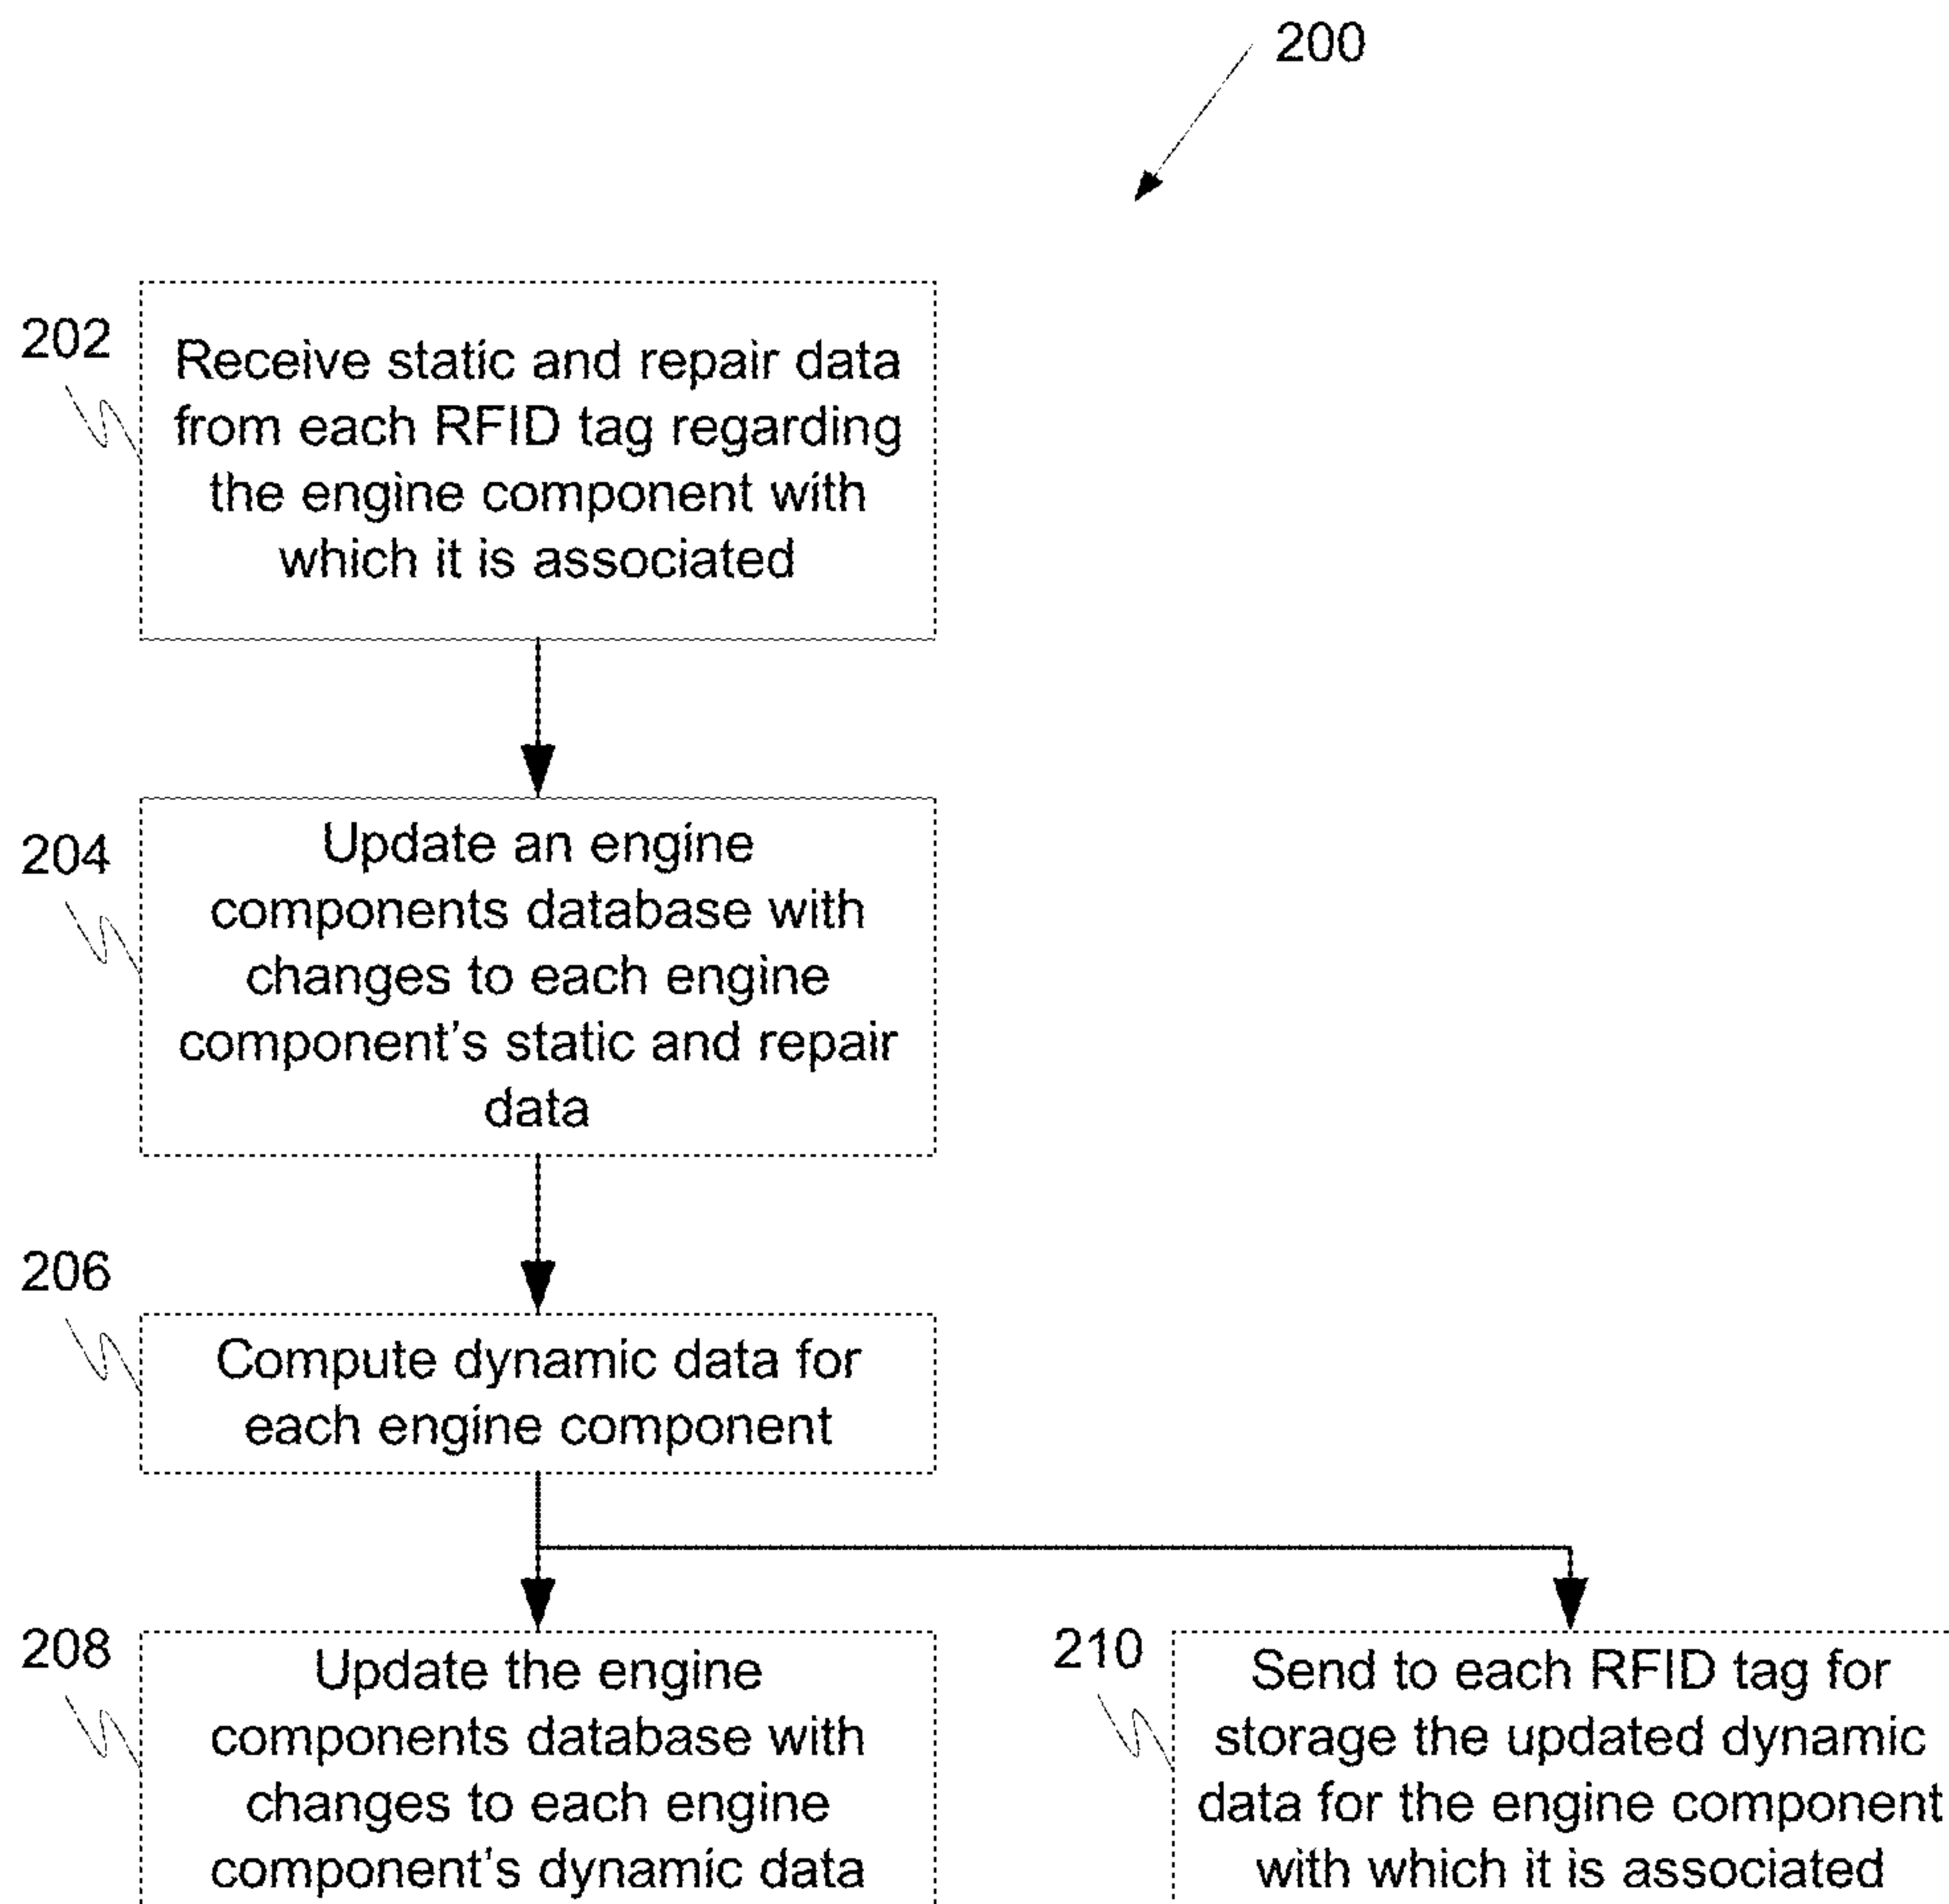 200
202
Receive static and repair data
from each RFID tag regarding
the engine component with
which it is associated
204
Update an engine
components database with
changes to each engine
component's static and repair
data
206
Compute dynamic data for
each engine component
208
Update the engine
components database with
changes to each engine
component's dynamic data
210
Send to each RFID tag for
storage the updated dynamic
data for the engine component
with which it is associated